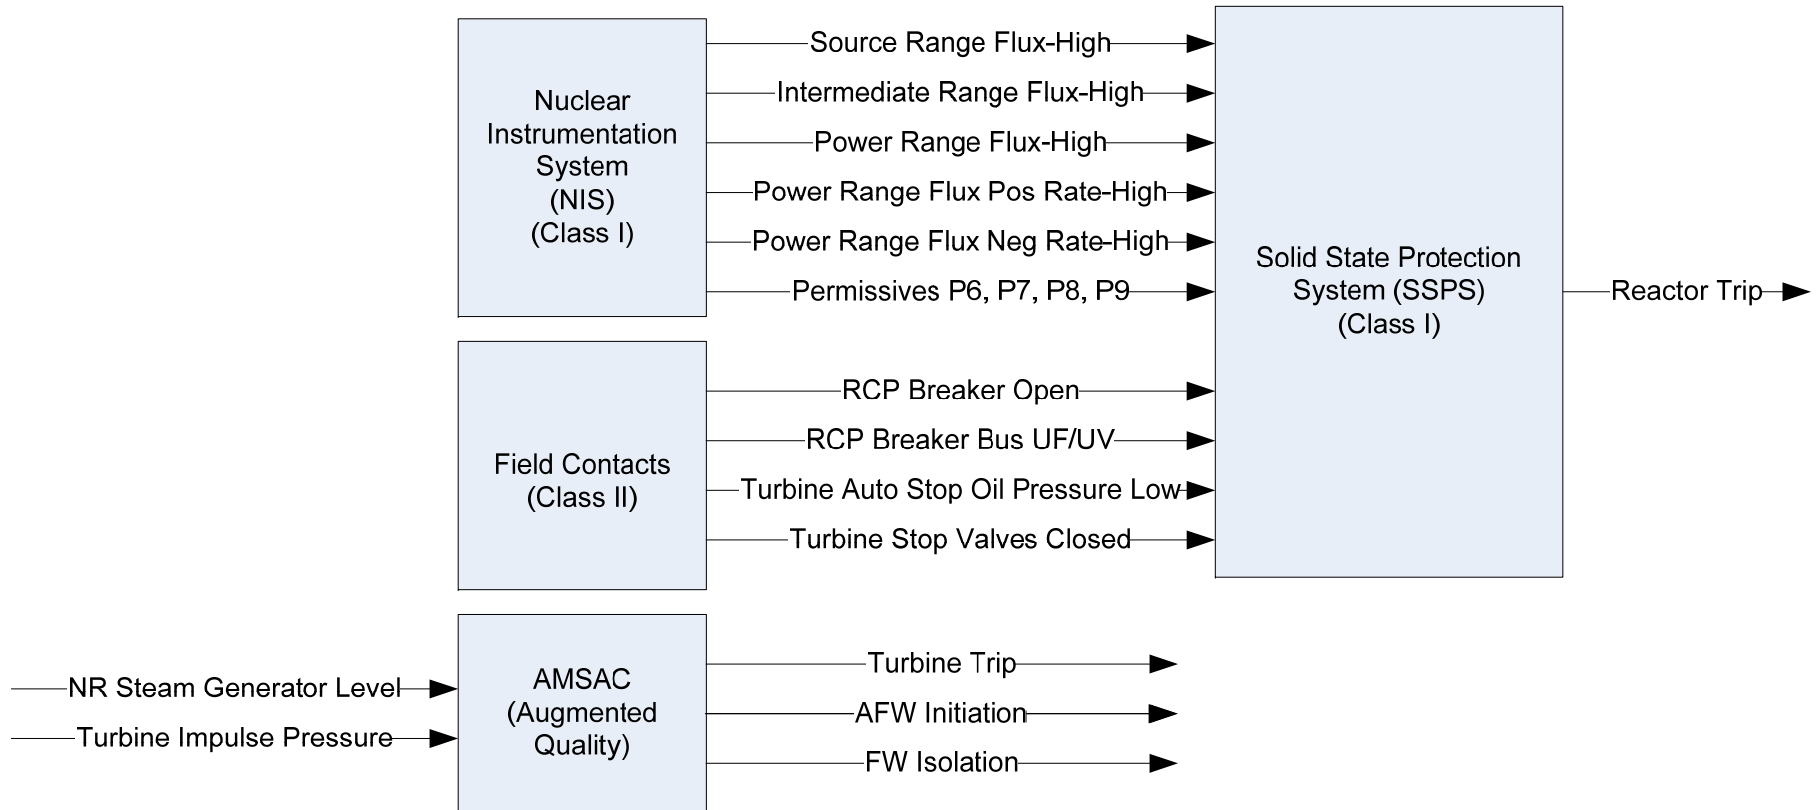 Nuclear
Instrumentation
System
(NIS)
(Class I)
Source Range Flux-High
Intermediate Range Flux-High
Power Range Flux-High
Power Range Flux Pos Rate-High
Power Range Flux Neg Rate-High
Permissives P6, P7, P8, P9
Solid State Protection
System (SSPS)
(Class I)
Reactor Trip
Field Contacts
(Class II)
RCP Breaker Open
RCP Breaker Bus UF/UV
Turbine Auto Stop Oil Pressure Low
Turbine Stop Valves Closed
NR Steam Generator Level
Turbine Impulse Pressure
AMSAC
(Augmented
Quality)
Turbine Trip
AFW Initiation
FW Isolation